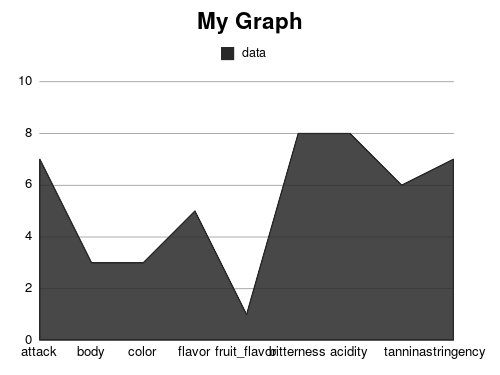 My Graph
data
10
8
6
4
2
0
attack body color flavor fruit_flavor bitterness acidity tannin astringency